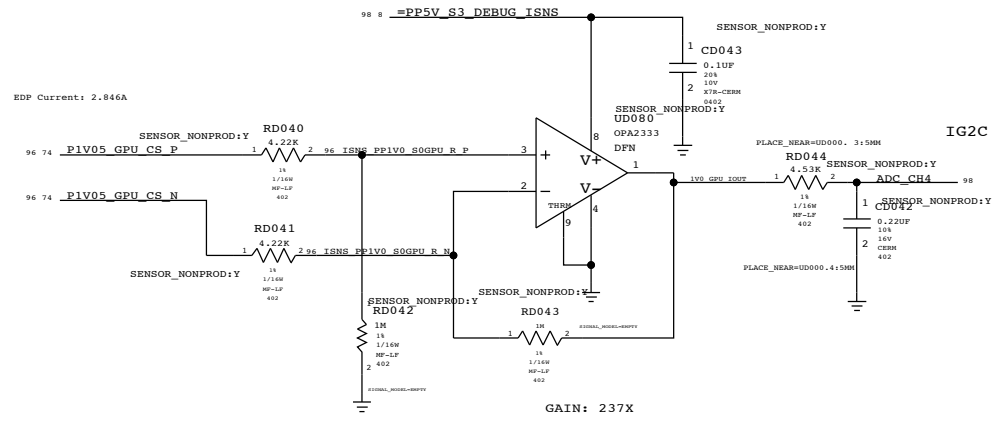 98 8 =PP5V_S3_DEBUG_ISNS
SENSOR_NONPROD:Y
1
CD043
0.1UF
20%
10V
X7R-CERM
0402
2
EDP Current: 2.846A
SENSOR_NONPROD:Y
UD080
OPA2333
DFN
8
V+
IG2C
SENSOR_NONPROD:Y
RD040
4.22K
96 74 P1V05_GPU_CS_P
1 2
96 ISNS_PP1V0_S0GPU_R_P
3 +
1%
1/16W
MF-LF
402
1
PLACE_NEAR=UD000. 3:5MM
RD044
SENSOR_NONPROD:Y
4.53K
1V0_GPU_IOUT
1 2
ADC_CH4 98
1%
1/16W
MF-LF
402
SENSOR_NONPROD:Y
1
CD042
0.22UF
10%
16V
CERM
402
2
PLACE_NEAR=UD000.4:5MM
96 74 P1V05_GPU_CS_N
2 −
V-
THRM
9
4
RD041
4.22K
1 2
96 ISNS_PP1V0_S0GPU_R_N
1%
1/16W
MF-LF
402
SENSOR_NONPROD:Y
SENSOR_NONPROD:Y
1
RD042
1M
1%
1/16W
MF-LF
402
2
SIGNAL_MODEL=EMPTY
SENSOR_NONPROD:Y
RD043
1M
1 2
SIGNAL_MODEL=EMPTY
1%
1/16W
MF-LF
402
GAIN: 237X